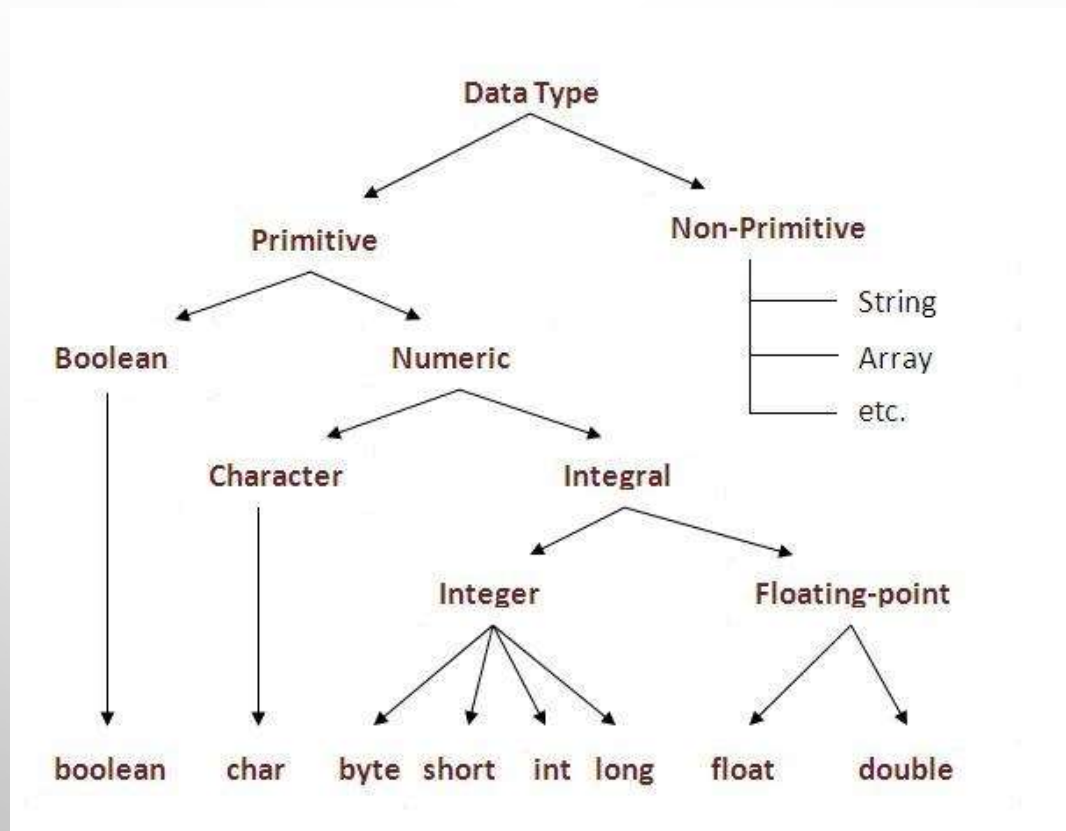 Data Type
Primitive
Non-Primitive
String
Boolean
Numeric
Array
etc.
Character
Integral
Integer
Floating-point
boolean char byte short int long float double